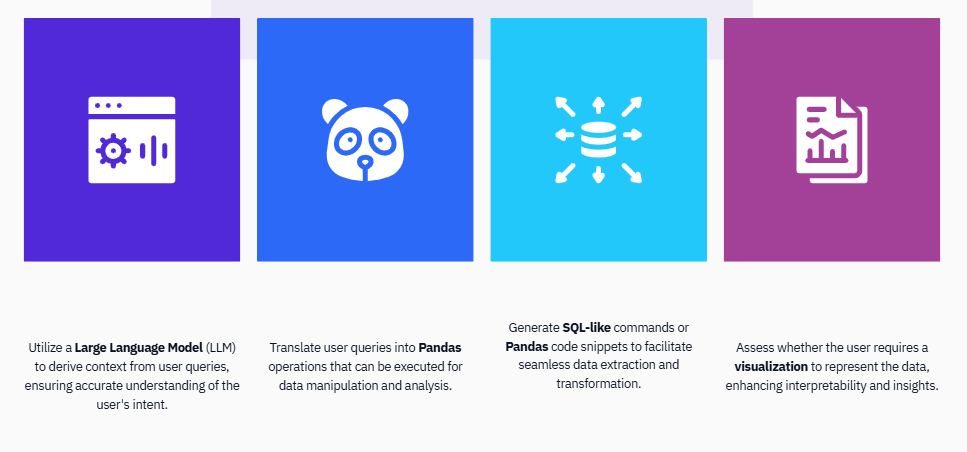 Utilize a Large Language Model (LLM)
to derive context from user queries,
ensuring accurate understanding of the
user's intent.
Translate user queries into Pandas
operations that can be executed for
data manipulation and analysis.
Generate SQL-like commands or
Pandas code snippets to facilitate
seamless data extraction and
transformation.
Assess whether the user requires a
visualization to represent the data,
enhancing interpretability and insights.